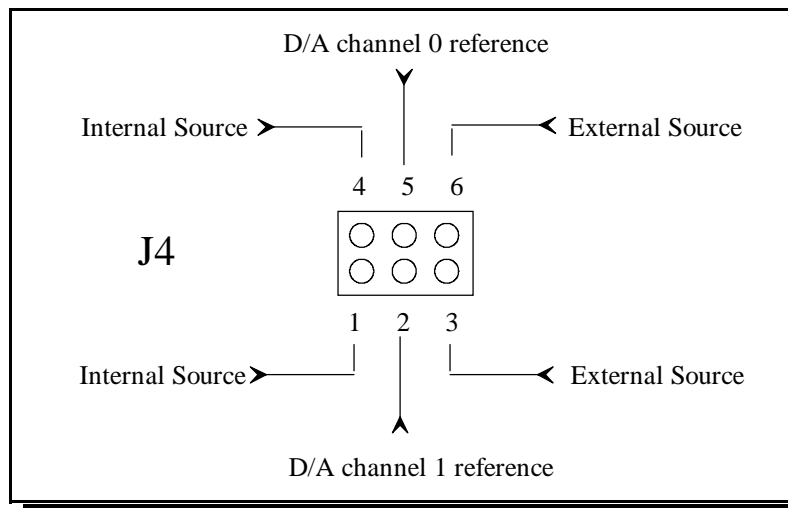 D/A channel 0 reference
Internal Source
External Source
4 5 6
J4
1 2 3
Internal Source
External Source
D/A channel 1 reference